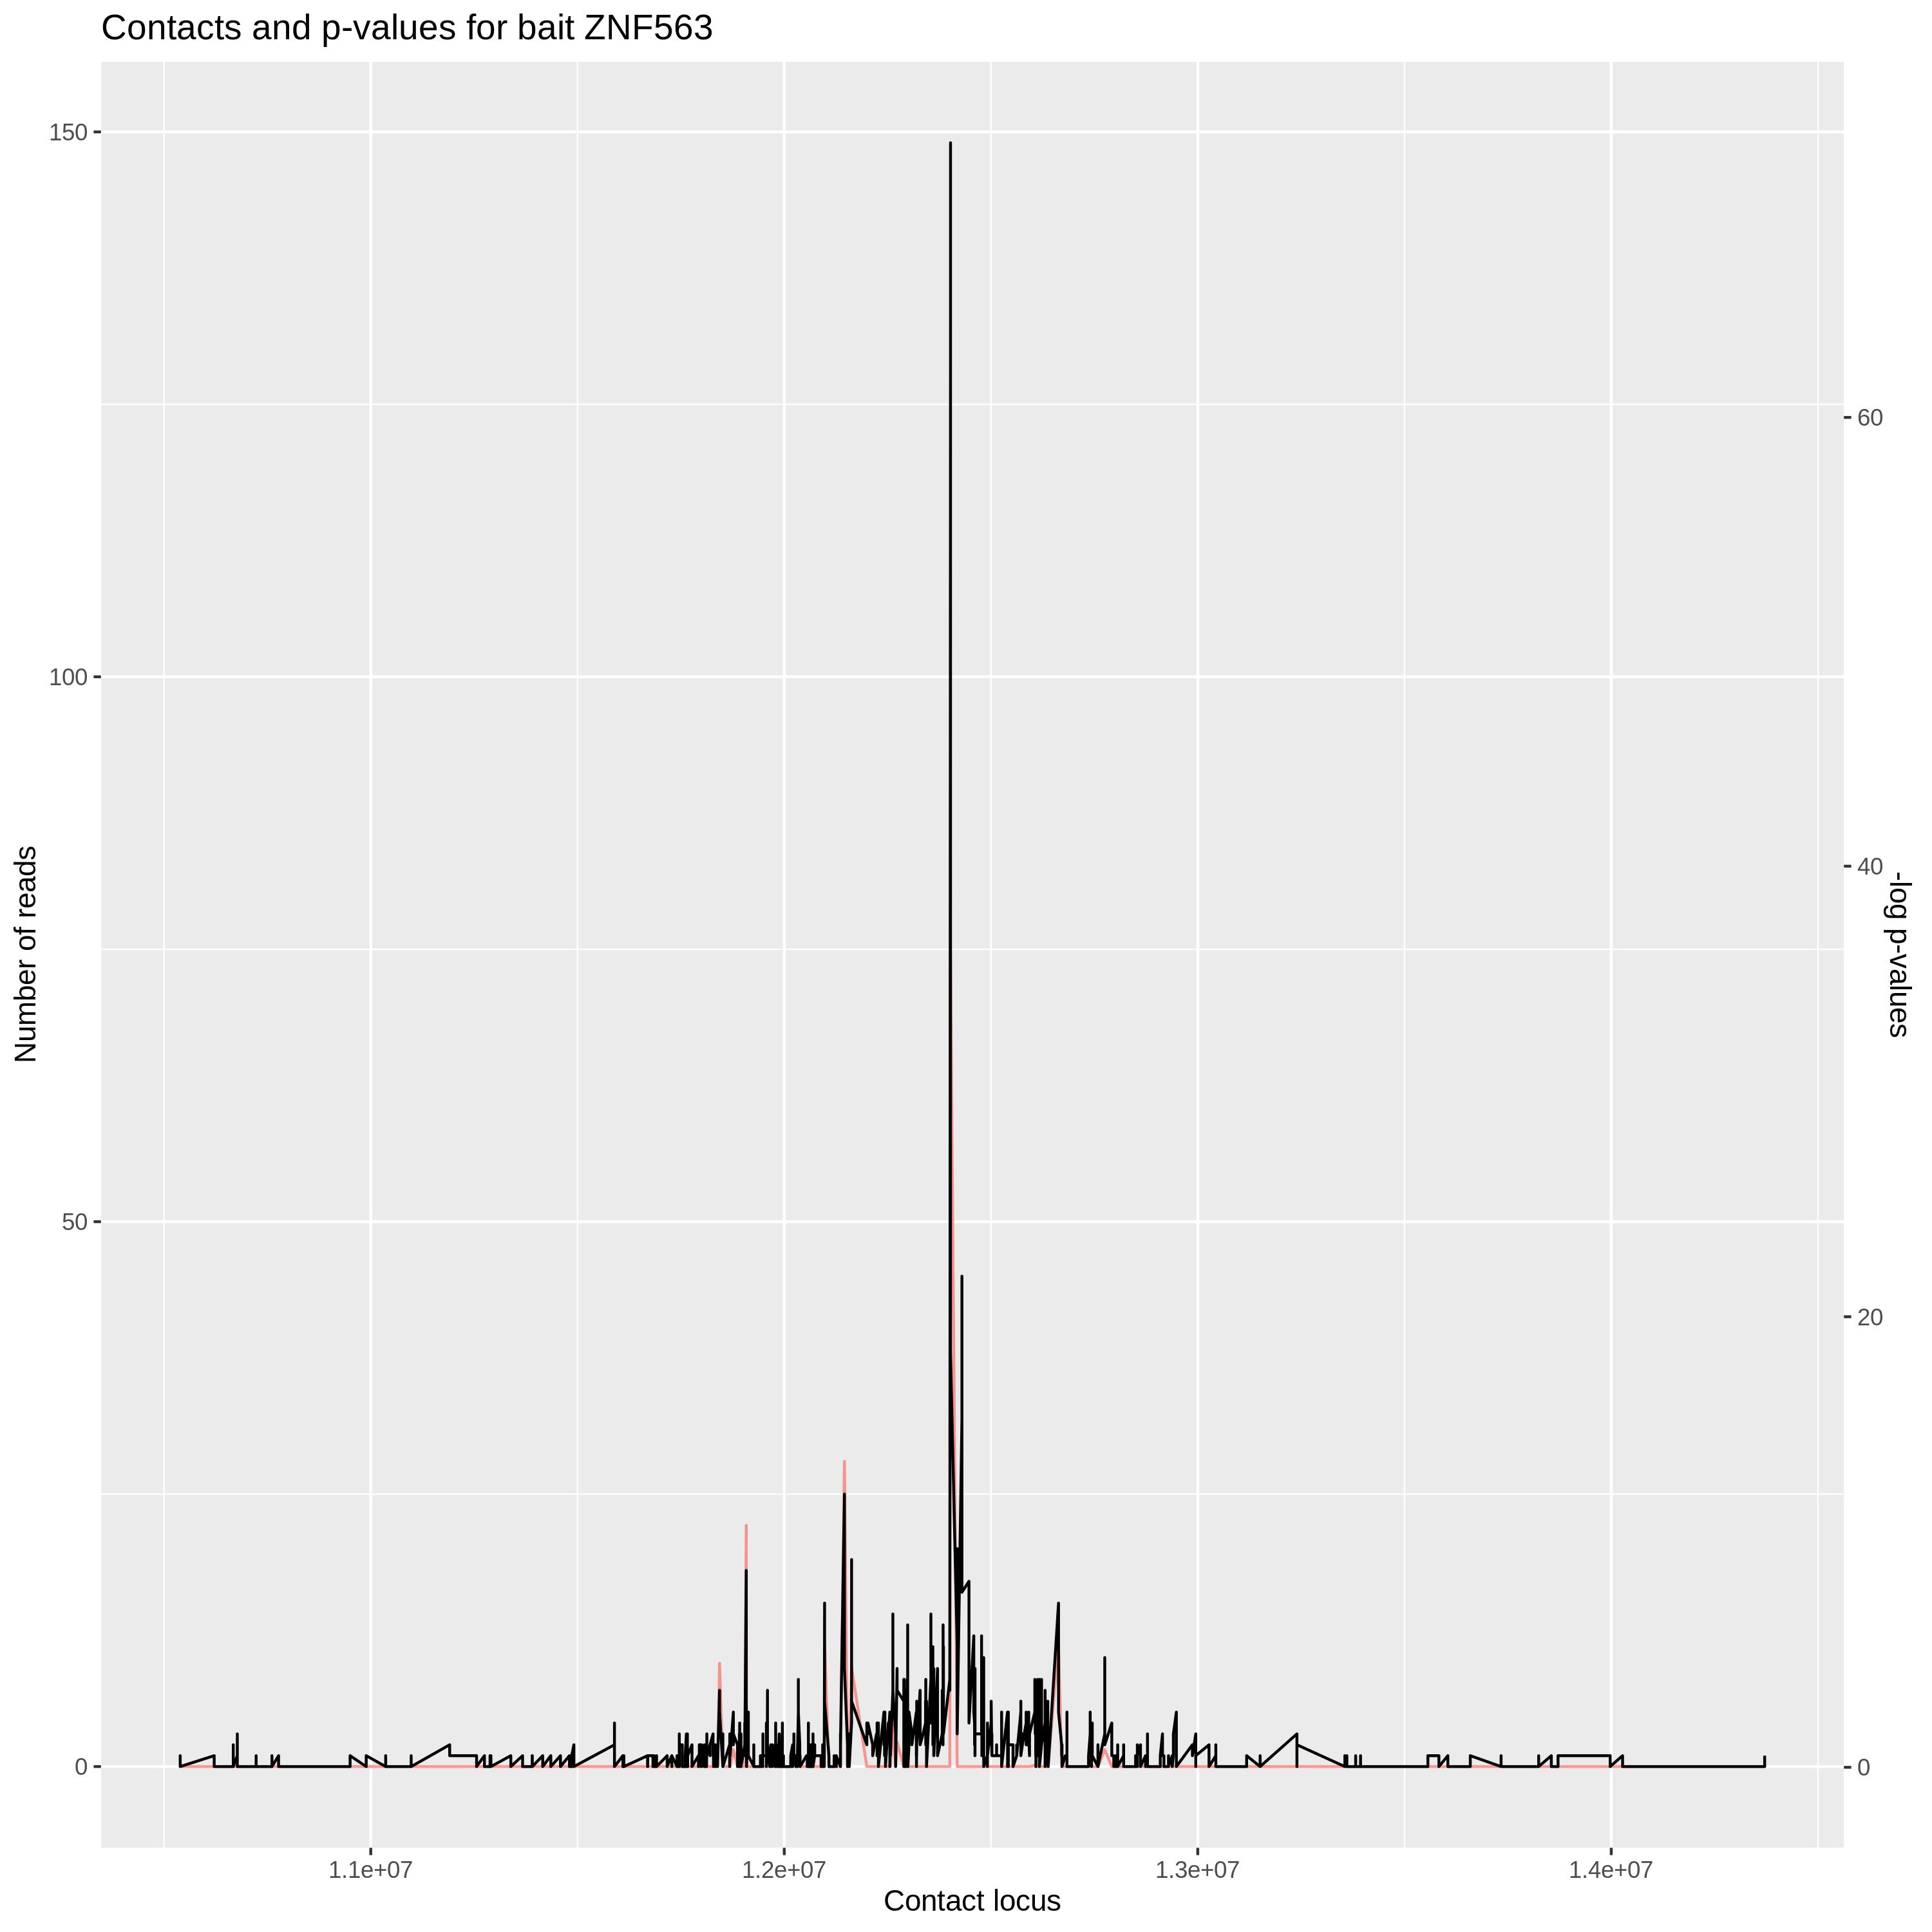 Contacts and p-values for bait ZNF563
150
100
50
0
Number of reads
60
40
20
0
-log p-values
1.1e+07 1.2e+07 1.3e+07 1.4e+07
Contact locus